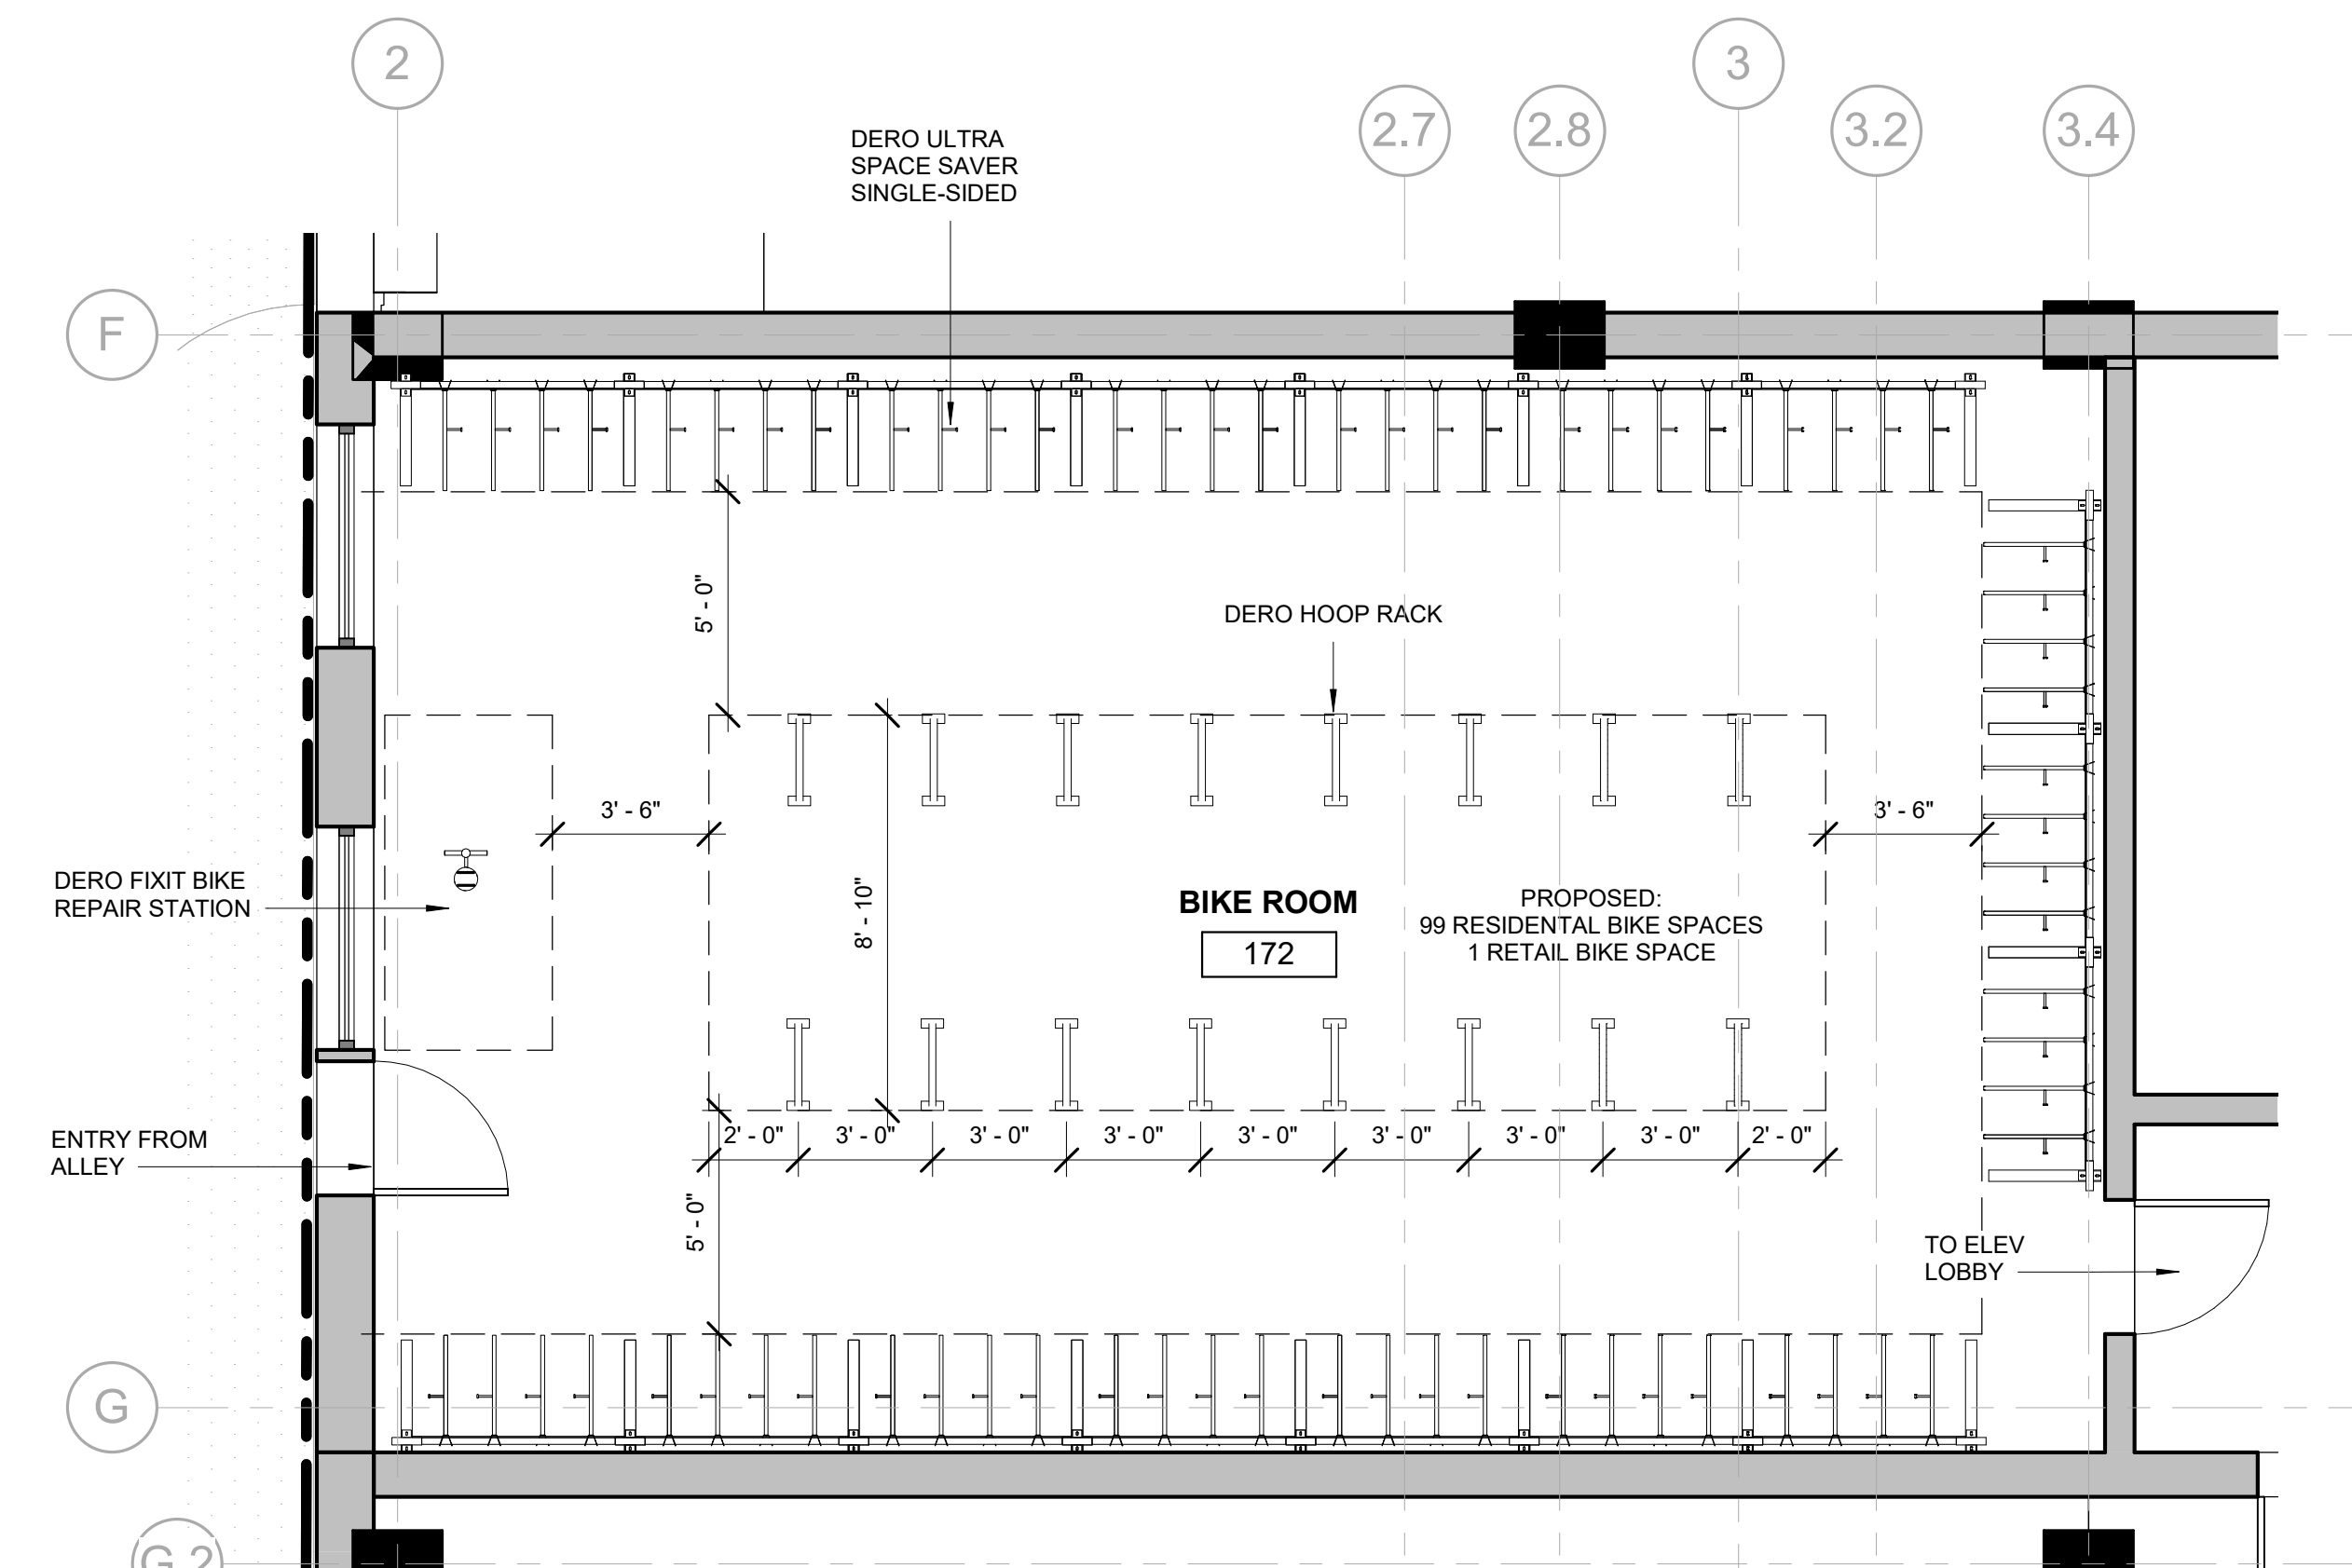 2
3
2.7
2.8
3.2
3.4
DERO ULTRA
SPACE SAVER
SINGLE-SIDED
F
5' - 0"
DERO HOOP RACK
3' - 6"
3' - 6"
DERO FIXIT BIKE
REPAIR STATION
8' - 10"
BIKE ROOM
172
PROPOSED:
99 RESIDENTAL BIKE SPACES
1 RETAIL BIKE SPACE
ENTRY FROM
ALLEY
2' - 0"
3' - 0"
3' - 0"
3' - 0"
3' - 0"
3' - 0"
3' - 0"
3' - 0"
2' - 0"
5' - 0"
TO ELEV
LOBBY
G
G.2